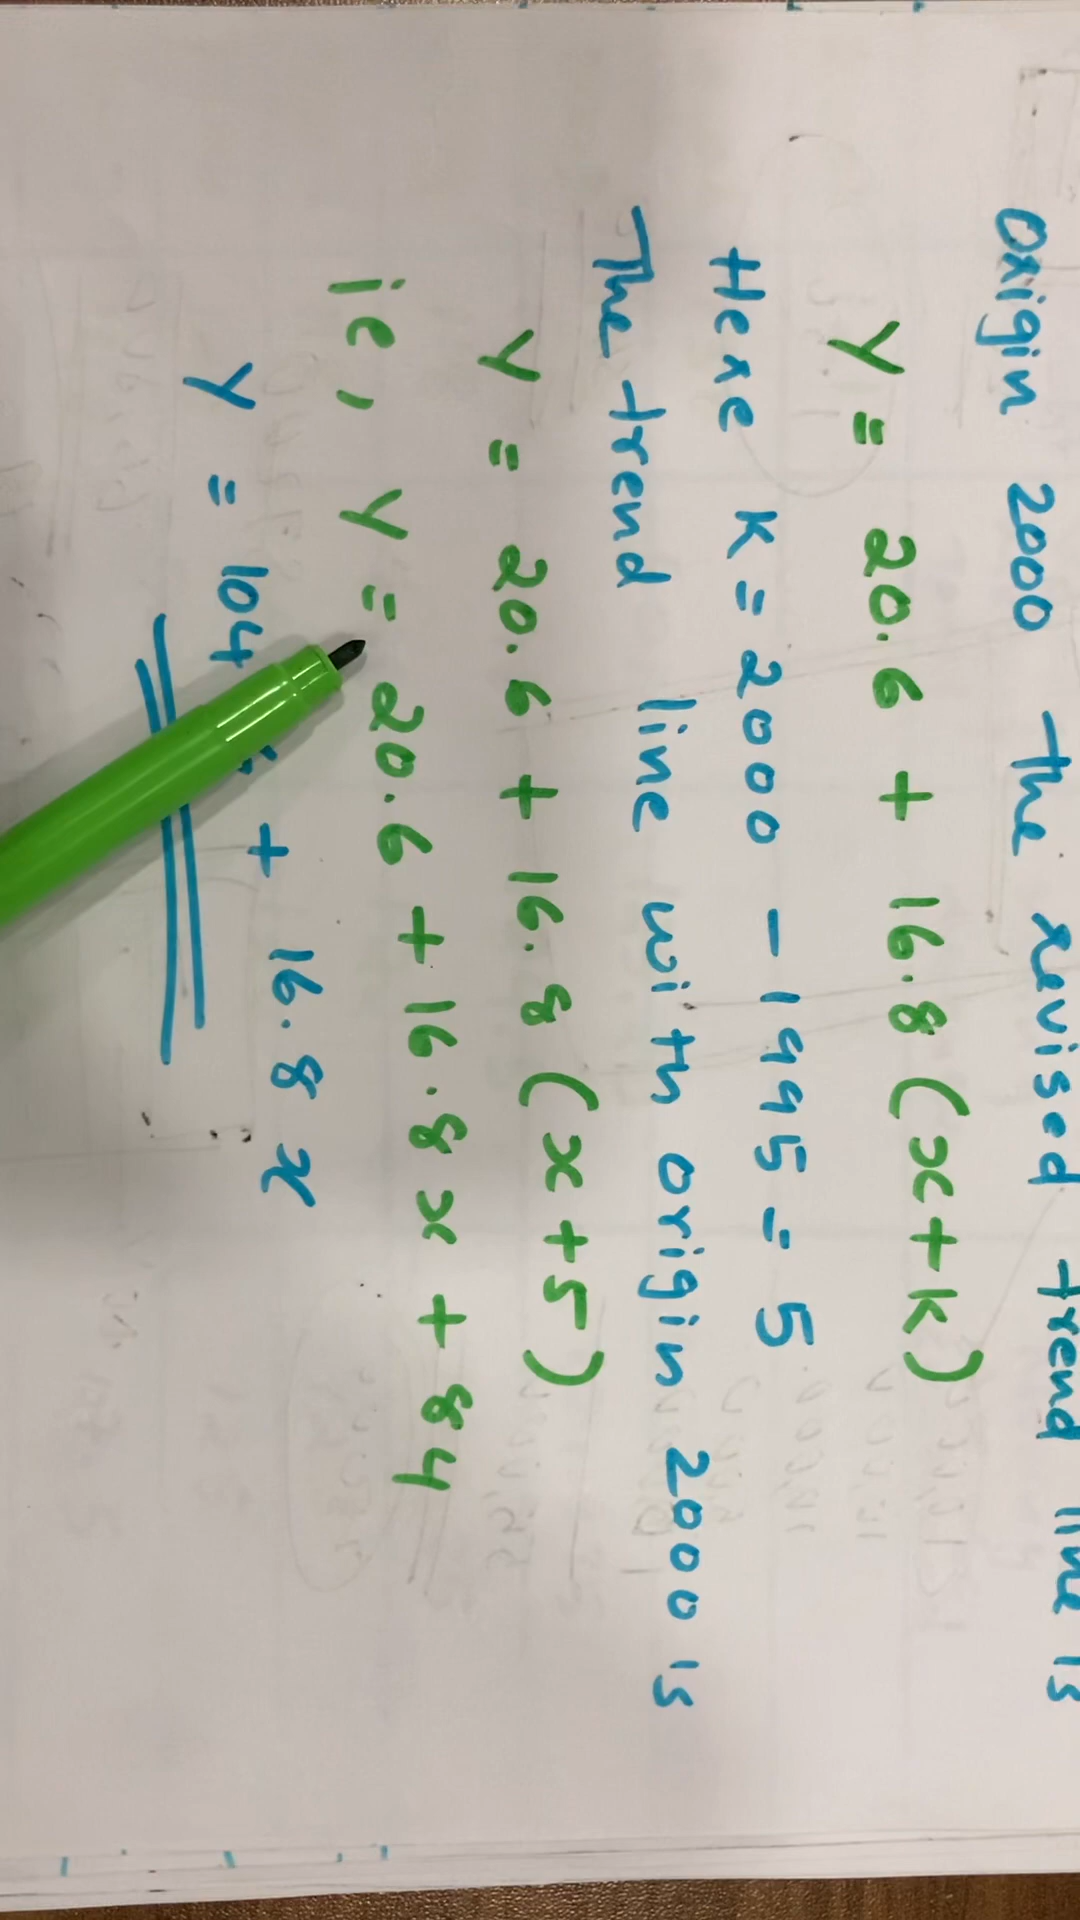 Origin 2000 the revised trend line is
Y = 20.6 + 16.8 (x+k)
Here K = 2000 - 1995 = 5
The trend line with origin 2000 is
Y = 20.6 + 16.8 (x+5)
ie, Y = 20.6 + 16.8 x + 84
Y = 104 + 16.8 x